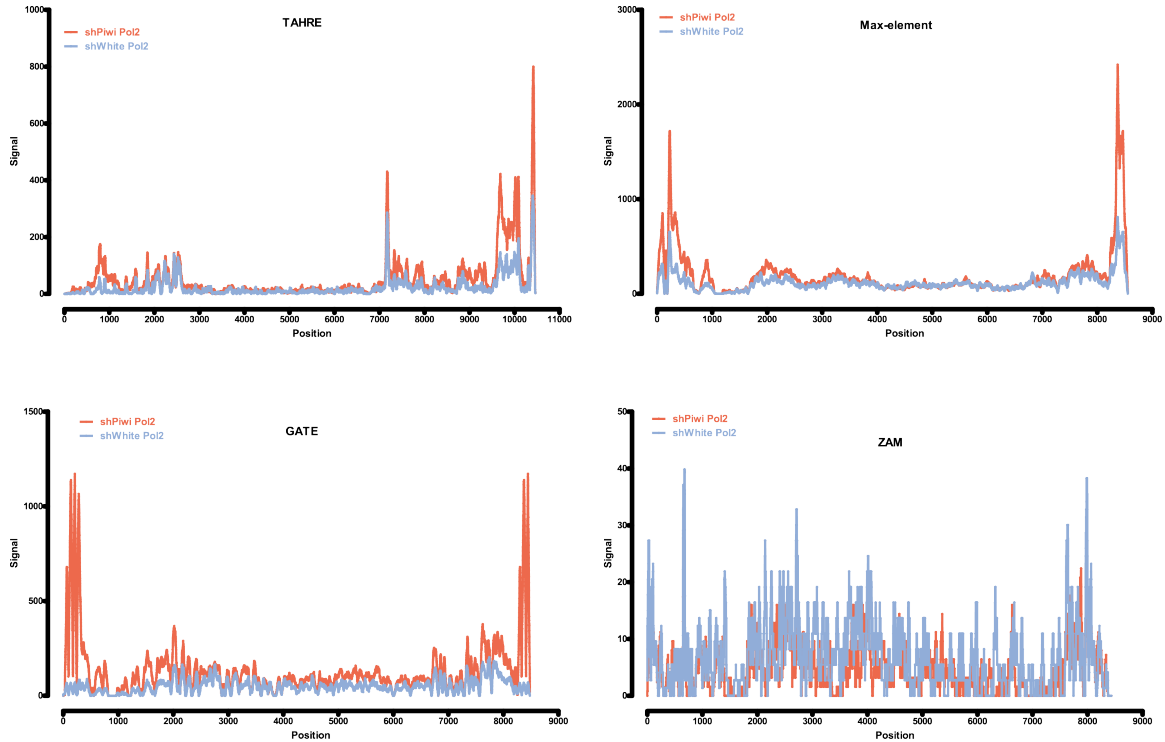 TAHRE
shPiwi Pol2
shWhite Pol2
Signal
1000
800
600
400
200
0
0 1000 2000 3000 4000 5000 6000 7000 8000 9000 10000 11000
Position
Max-element
shPiwi Pol2
shWhite Pol2
Signal
3000
2000
1000
0
0 1000 2000 3000 4000 5000 6000 7000 8000 9000
Position
GATE
shPiwi Pol2
shWhite Pol2
Signal
1500
1000
500
0
0 1000 2000 3000 4000 5000 6000 7000 8000 9000
Position
ZAM
shPiwi Pol2
shWhite Pol2
Signal
50
40
30
20
10
0
0 1000 2000 3000 4000 5000 6000 7000 8000 9000
Position